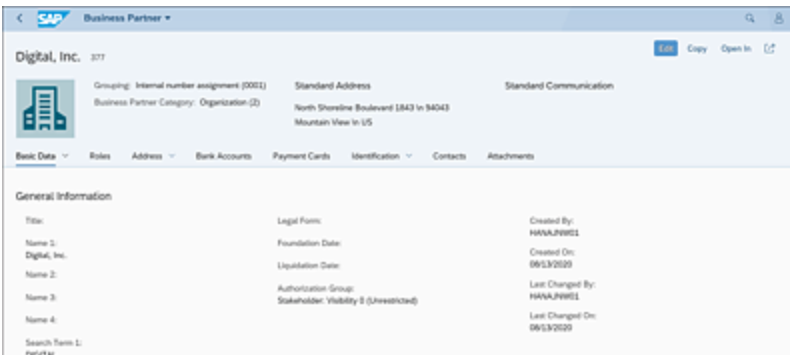 SAP Business Partner
Digital, Inc. 377
Edit Copy Open In
Grouping: Internal number assignment (0001)
Business Partner Category: Organization (2)
Standard Address
North Shoreline Boulevard 1843 \n 94043
Mountain View \n US
Standard Communication
Basic Data Roles Address Bank Accounts Payment Cards Identification Contacts Attachments
General Information
Title:
Name 1:
Digital, Inc.
Name 2:
Name 3:
Name 4:
Search Term 1:
DIGITAL
Legal Form:
Foundation Date:
Liquidation Date:
Authorization Group:
Stakeholder: Visibility 0 (Unrestricted)
Created By:
Created On:
08/13/2020
Last Changed By:
Last Changed On:
08/13/2020